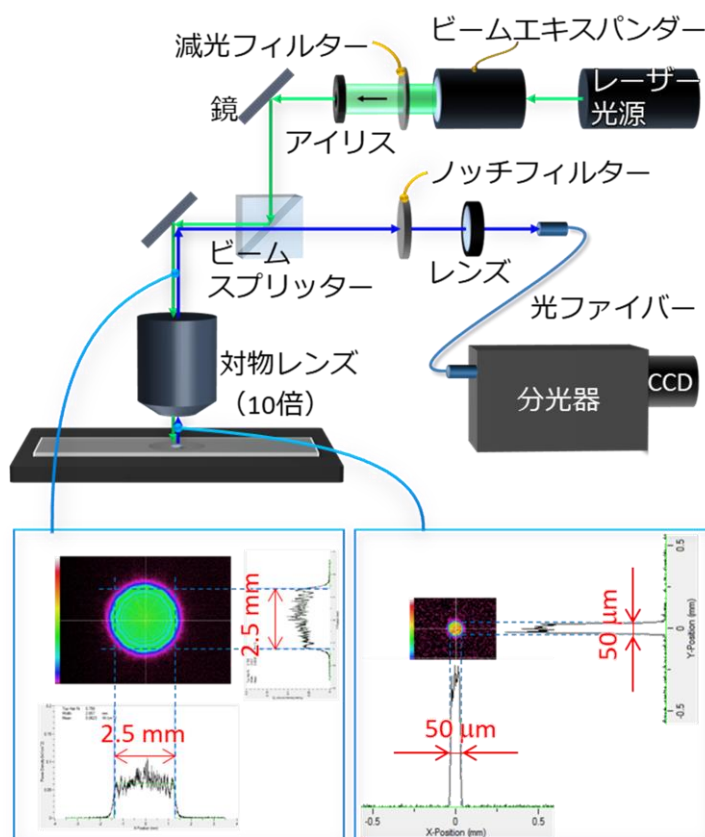 ビームエキスパンダー
減光フィルター
レーザー
光源
鏡
アイリス
ノッチフィルター
ビーム
スプリッター
レンズ
光ファイバー
対物レンズ
（10倍）
分光器
CCD
2.5 mm
2.5 mm
50 μm
50 μm
0.5
0
-0.5
Y-Position (mm)
-0.5
0
0.5
X-Position (mm)